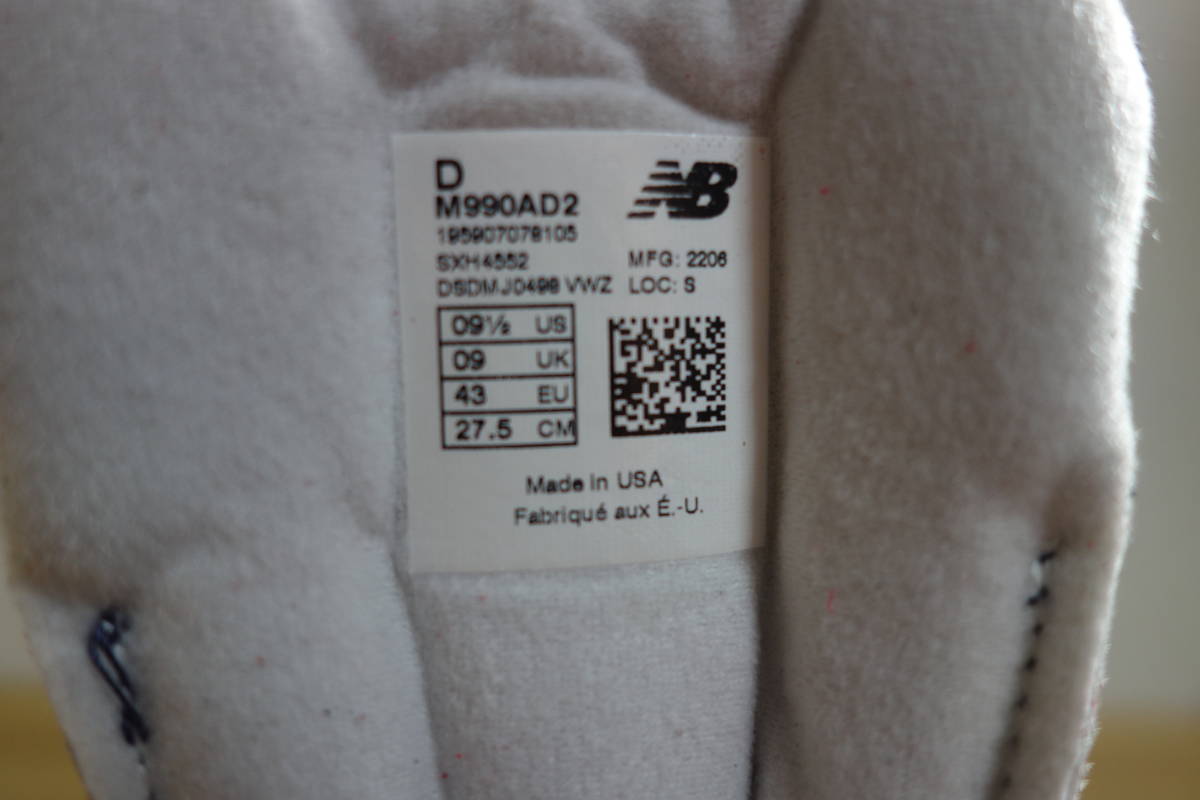 D
NB
M990AD2
195907078105
SXH4552
MFG: 2206
DSDMJ0498 VWZ LOC: S
09½ US
09 UK
43 EU
27.5 CM
Made in USA
Fabriqué aux É.-U.